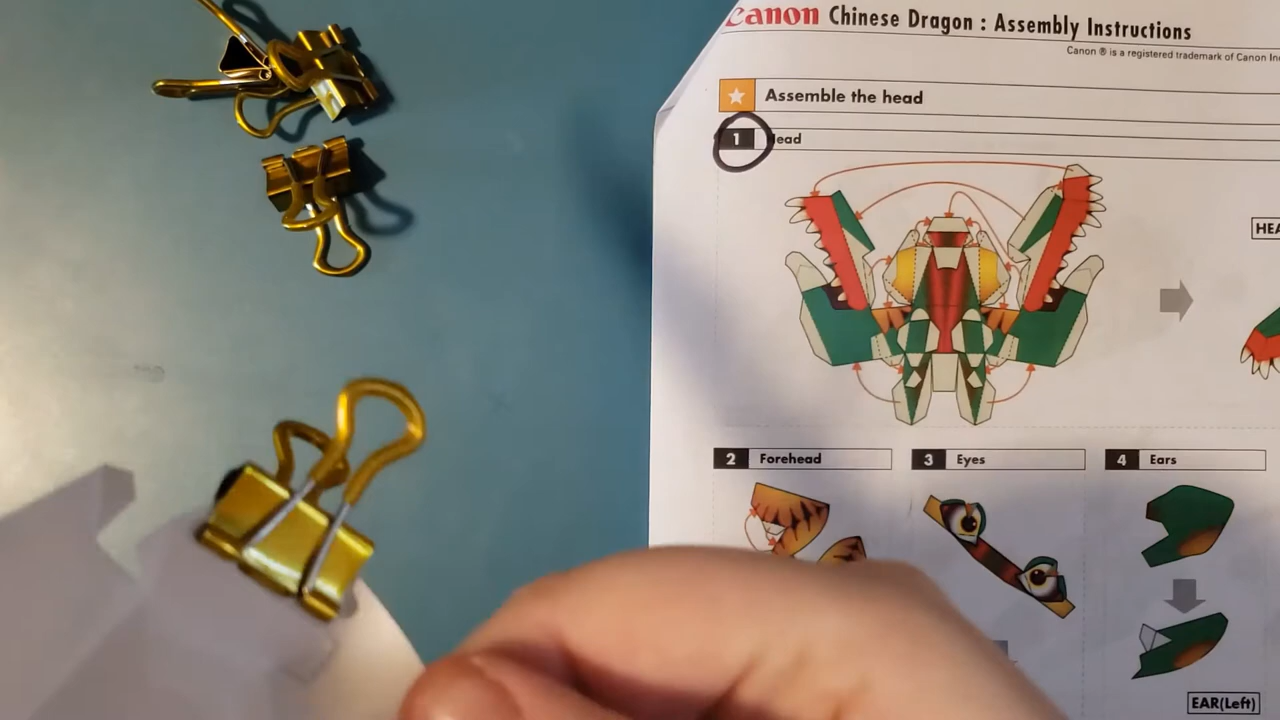 Canon Chinese Dragon : Assembly Instructions
Canon ® is a registered trademark of Canon
Assemble the head
1
2 Forehead
3 Eyes
4 Ears
EAR(Left)